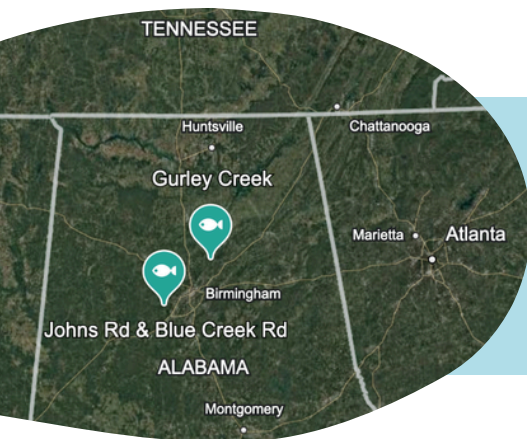 TENNESSEE
Huntsville
Chattanooga
Gurley Creek
Marietta
Atlanta
Birmingham
Johns Rd & Blue Creek Rd
ALABAMA
Montgomery